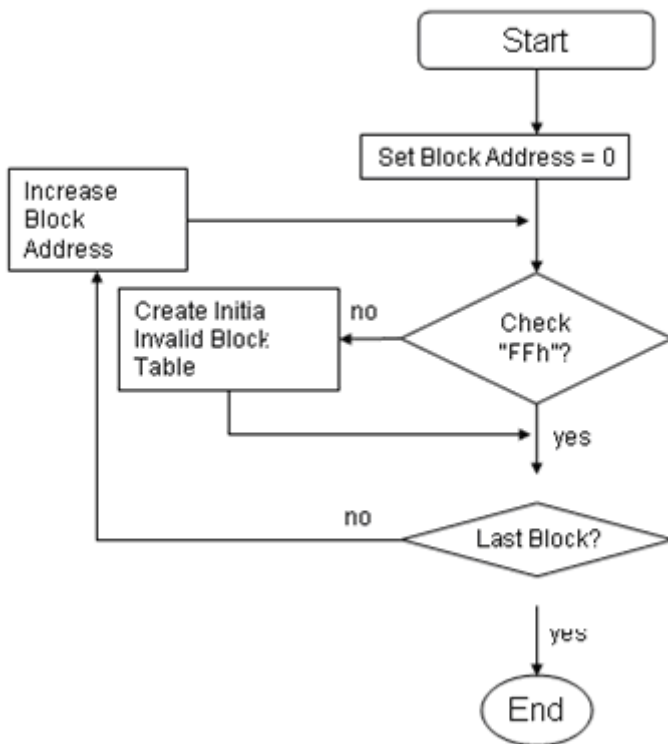 Start
Set Block Address = 0
Increase
Block
Address
Create Initia
Invalid Block
Table
no
Check
"FFh"?
yes
no
Last Block?
yes
End